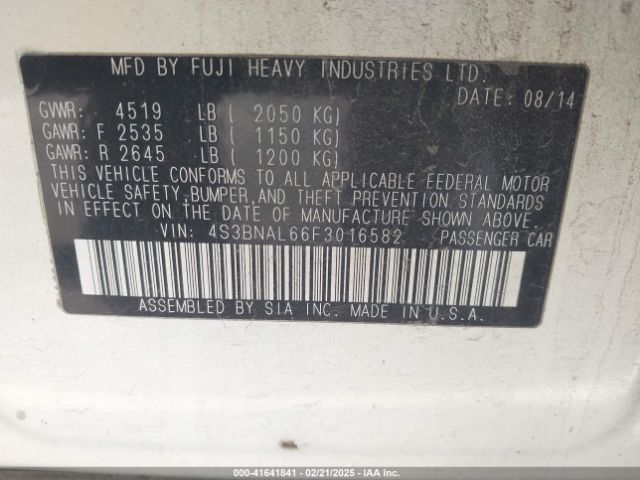 MFD BY FUJI HEAVY INDUSTRIES LTD.
DATE: 08/14
GVWR: 4519 LB ( 2050 KG)
GAWR: F 2535 LB ( 1150 KG)
GAWR: R 2645 LB ( 1200 KG)
THIS VEHICLE CONFORMS TO ALL APPLICABLE FEDERAL MOTOR
VEHICLE SAFETY,BUMPER,AND THEFT PREVENTION STANDARDS
IN EFFECT ON THE DATE OF MANUFACTURE SHOWN ABOVE.
VIN: 4S3BNAL66F3016582 PASSENGER CAR
ASSEMBLED BY SIA INC. MADE IN U.S.A.
000-41641841 - 02/21/2025 - IAA Inc.